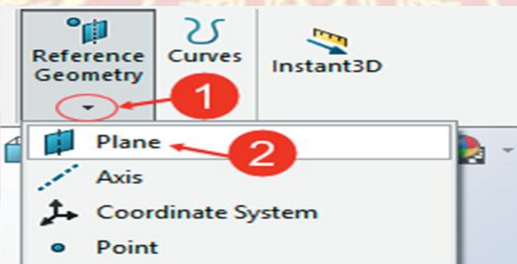 Reference
Geometry
Curves
Instant3D
1
Plane
2
Axis
Coordinate System
Point